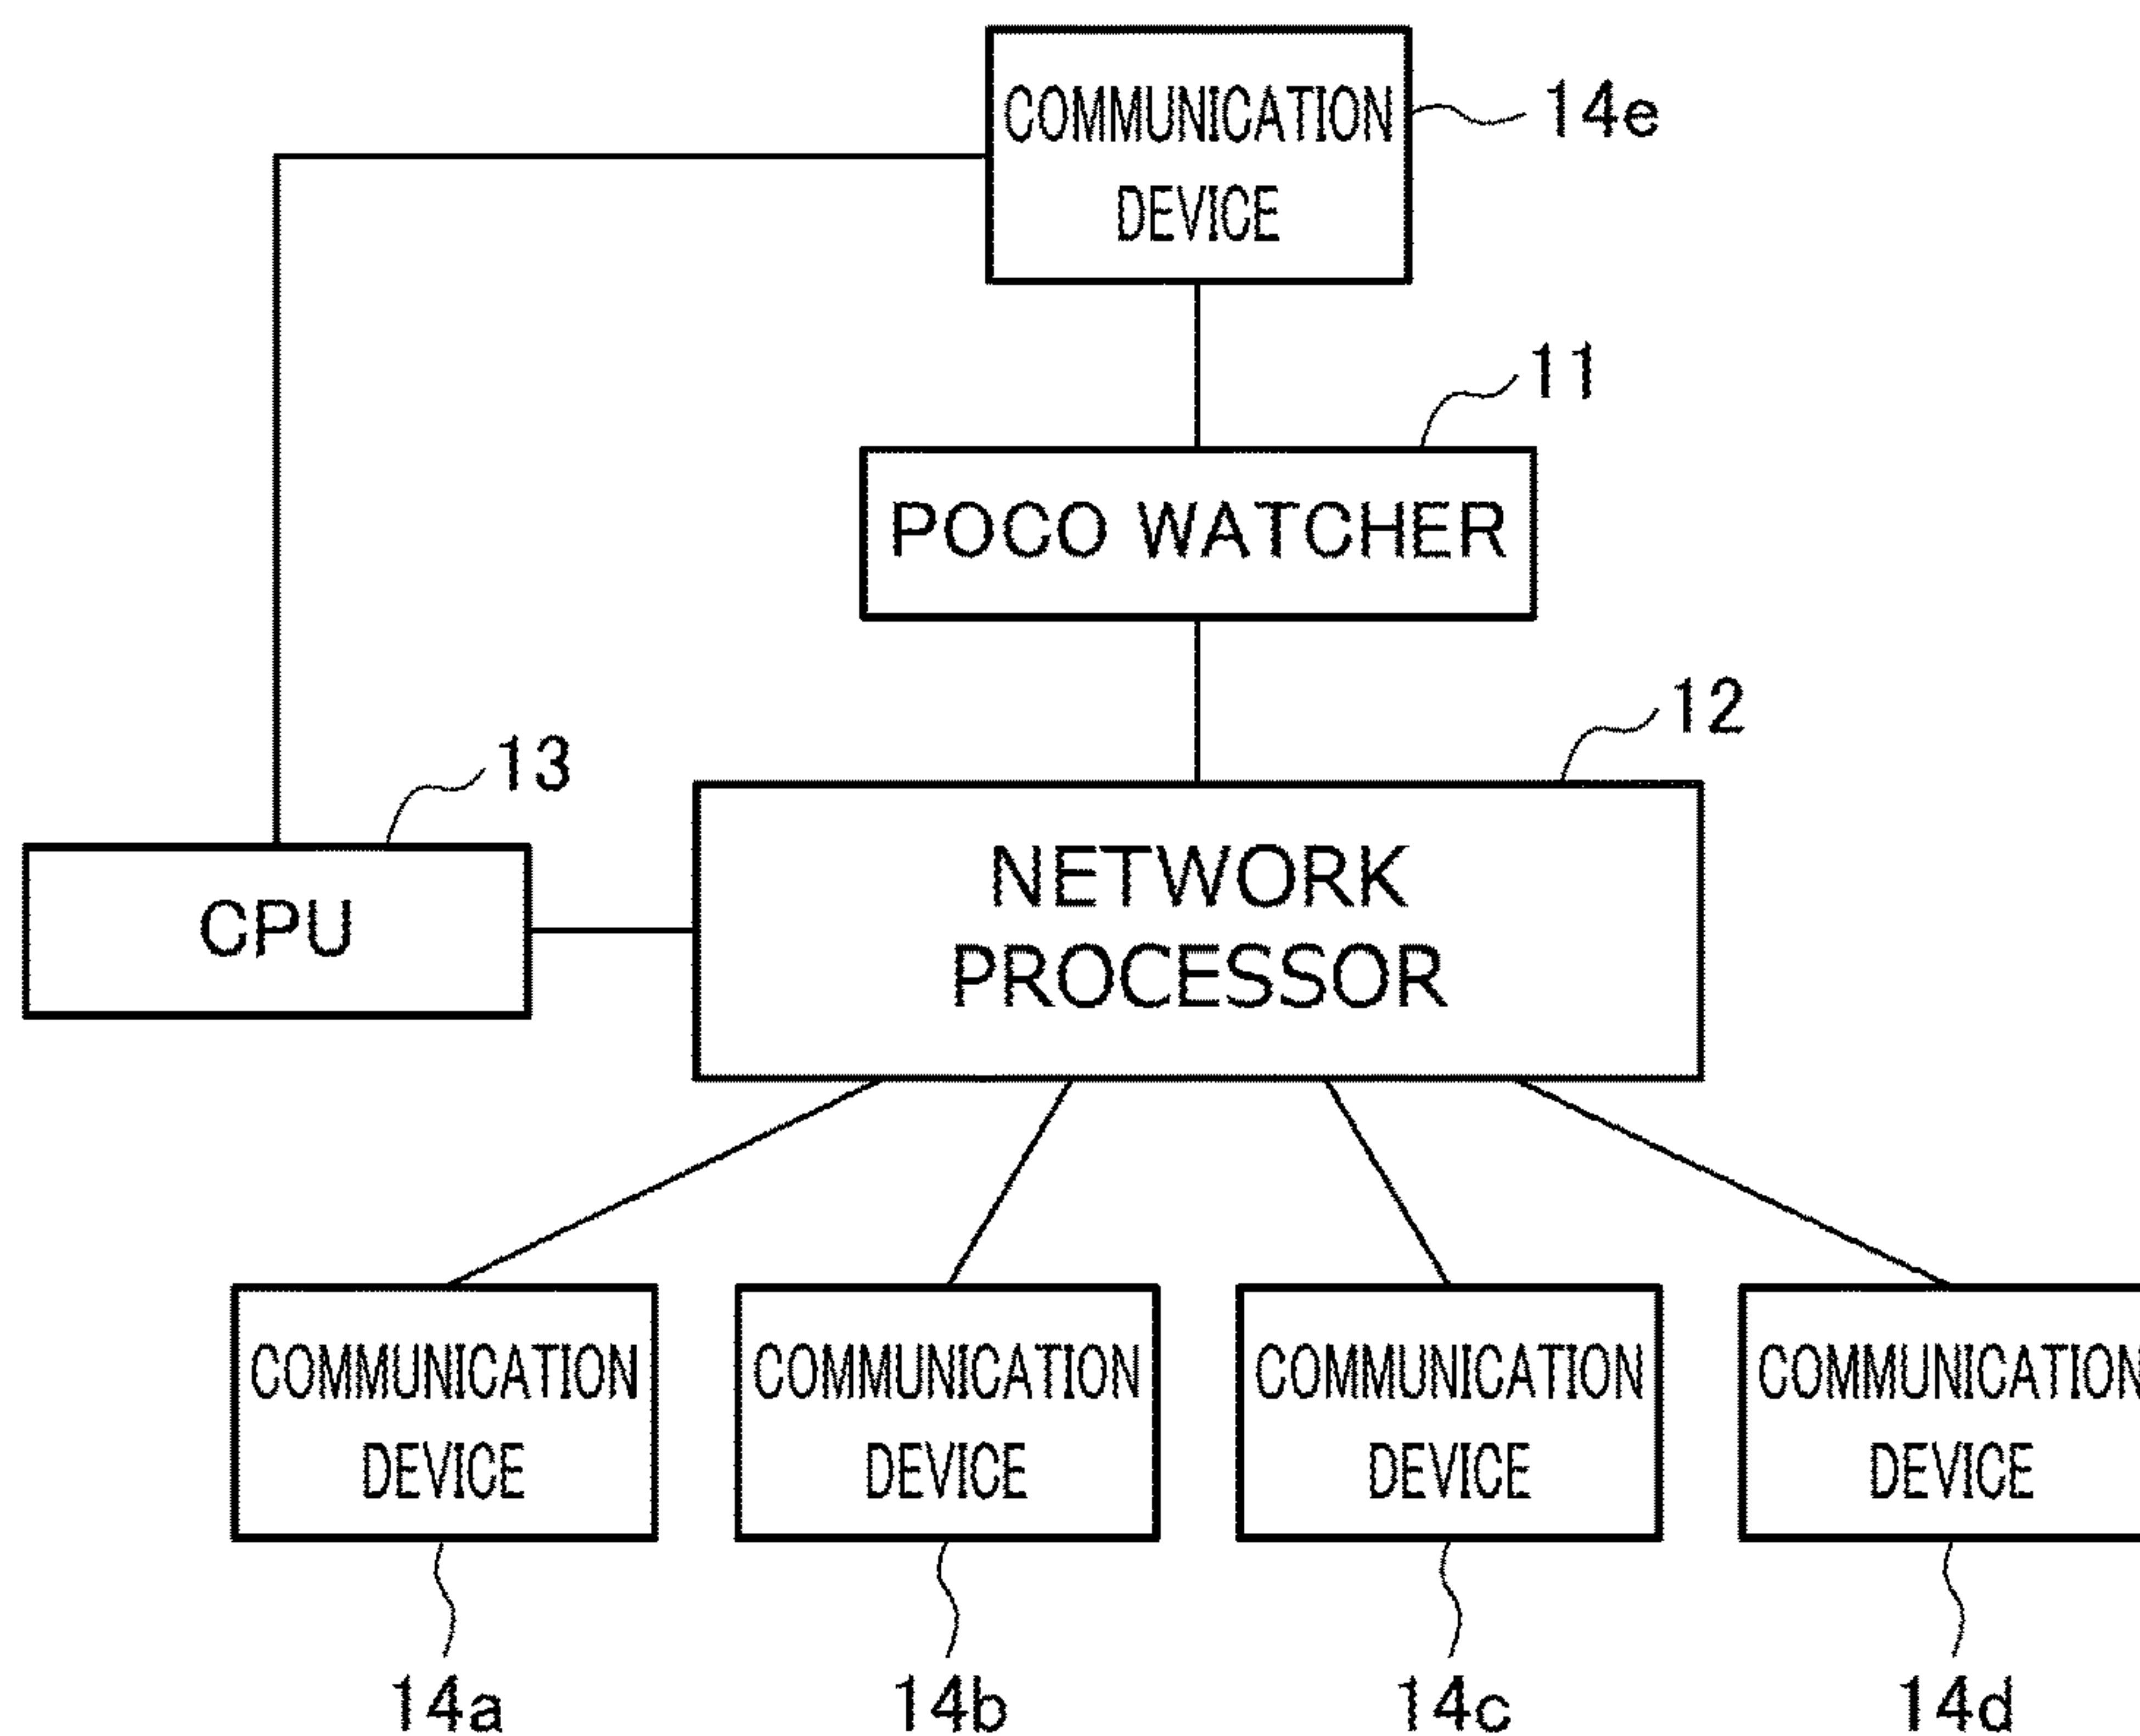 COMMUNICATION
DEVICE
14e
11
POCO WATCHER
12
13
NETWORK
PROCESSOR
CPU
COMMUNICATION
DEVICE
COMMUNICATION
DEVICE
COMMUNICATION
DEVICE
COMMUNICATION
DEVICE
14a
14b
14c
14d